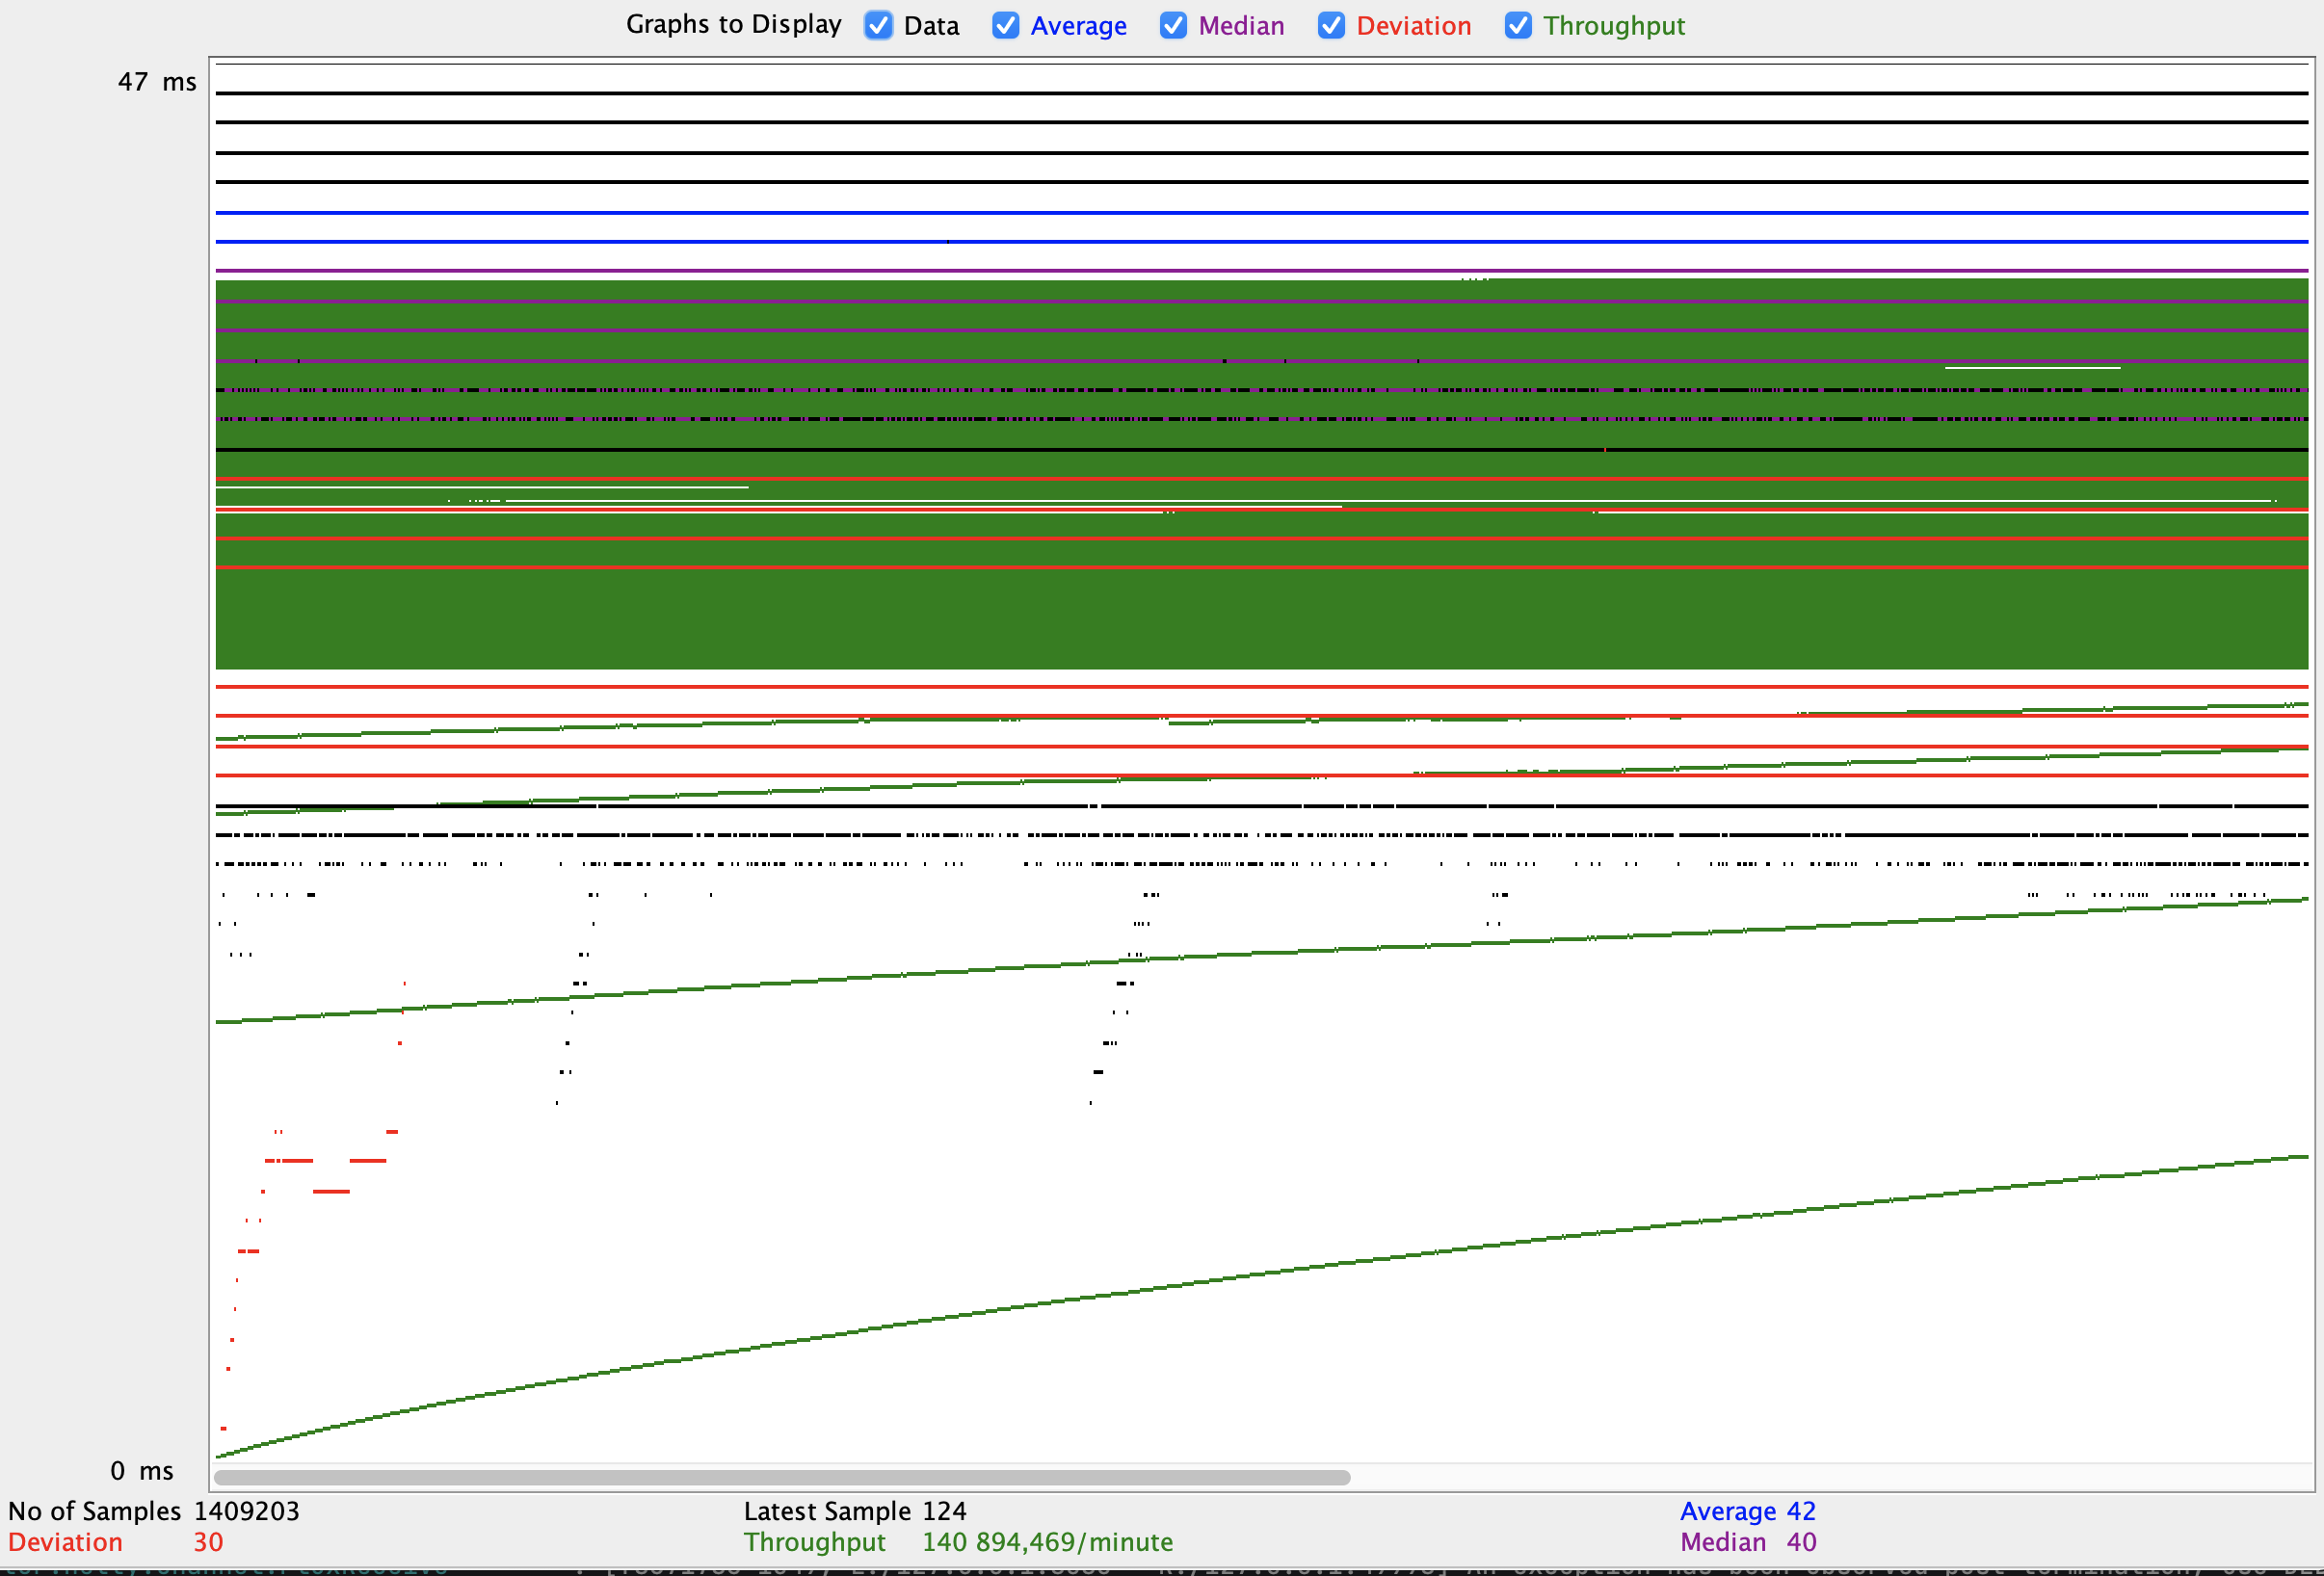 Graphs to Display Data Average Median Deviation Throughput
47 ms
0 ms
No of Samples 1409203 Latest Sample 124 Average 42
Deviation 30 Throughput 140 894,469/minute Median 40